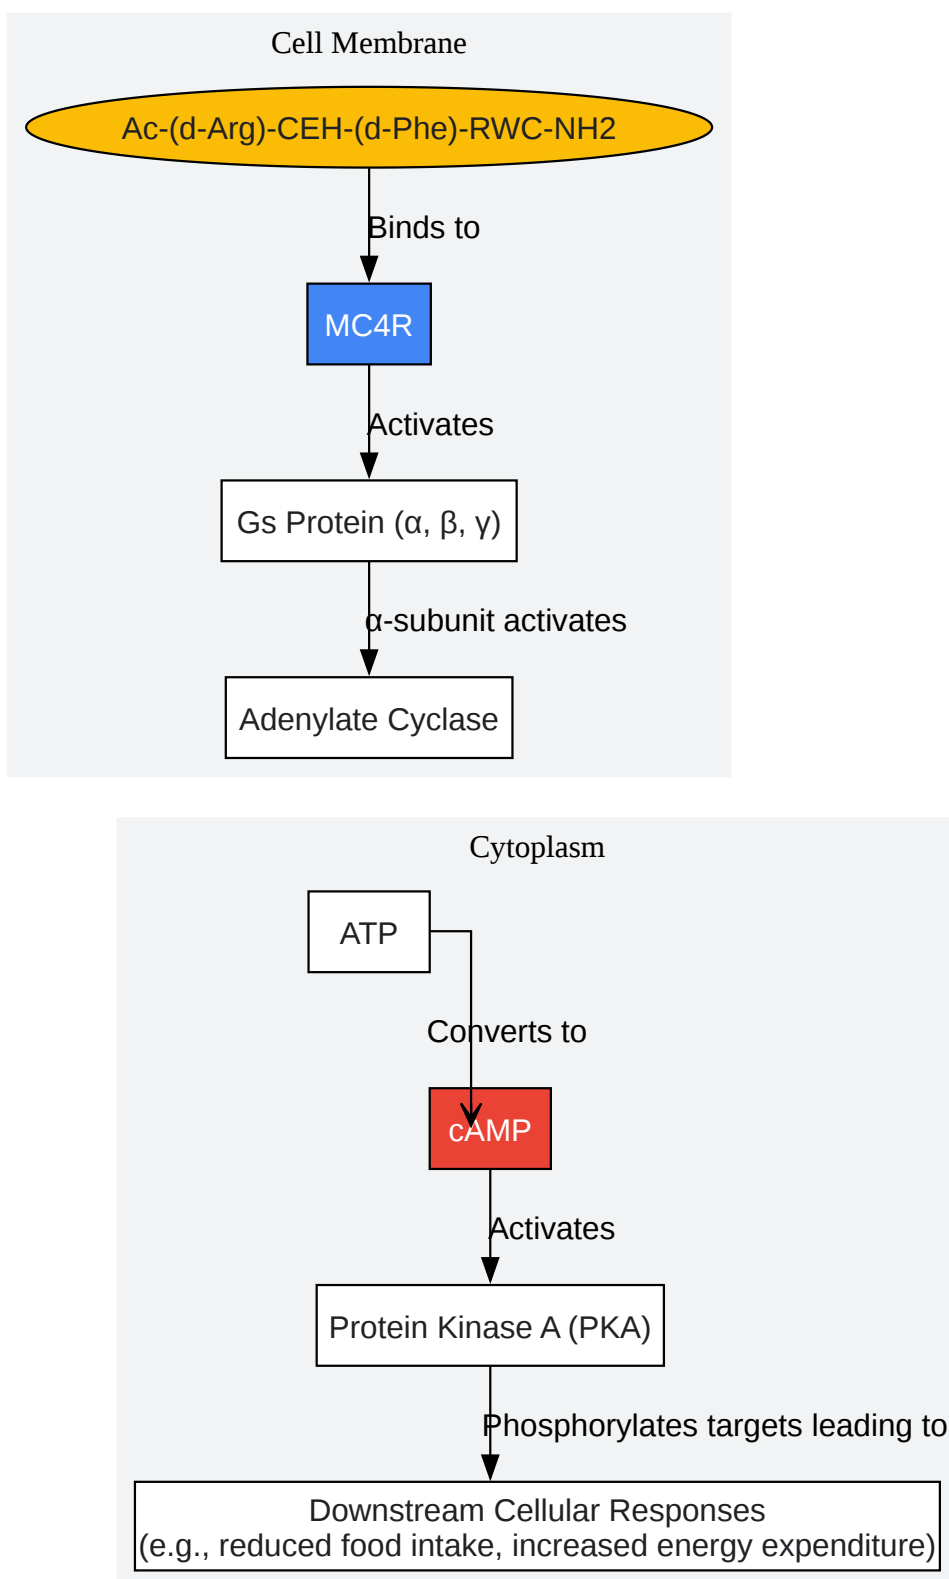 Cell Membrane
Ac-(d-Arg)-CEH-(d-Phe)-RWC-NH2
Binds to
MC4R
Activates
Gs Protein (α, β, γ)
α-subunit activates
Adenylate Cyclase
Cytoplasm
ATP
Converts to
cAMP
Activates
Protein Kinase A (PKA)
Phosphorylates targets leading to
Downstream Cellular Responses
(e.g., reduced food intake, increased energy expenditure)